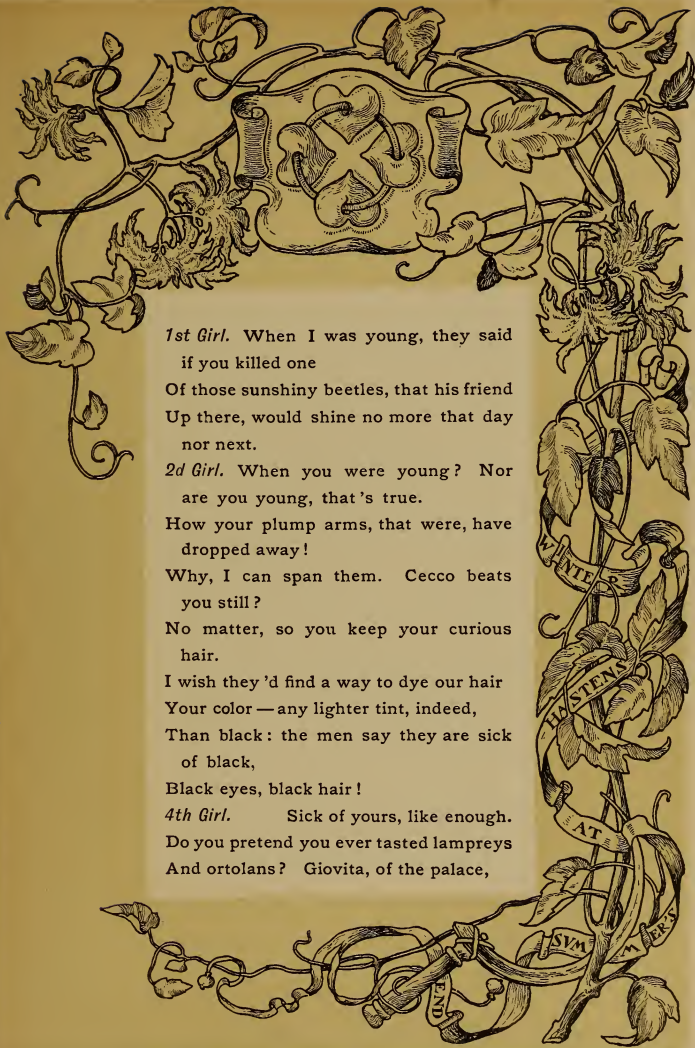 1st Girl. When I was young, they said
if you killed one
Of those sunshiny beetles, that his friend
Up there, would shine no more that day
nor next.
2d Girl. When you were young? Nor
are you young, that's true.
How your plump arms, that were, have
dropped away!
Why, I can span them. Cecco beats
you still?
No matter, so you keep your curious
hair.
I wish they'd find a way to dye our hair
Your color — any lighter tint, indeed,
Than black: the men say they are sick
of black,
Black eyes, black hair!
4th Girl. Sick of yours, like enough.
Do you pretend you ever tasted lampreys
And ortolans? Giovita, of the palace,
WINTER
HASTENS
AT
SVMMER'S
END